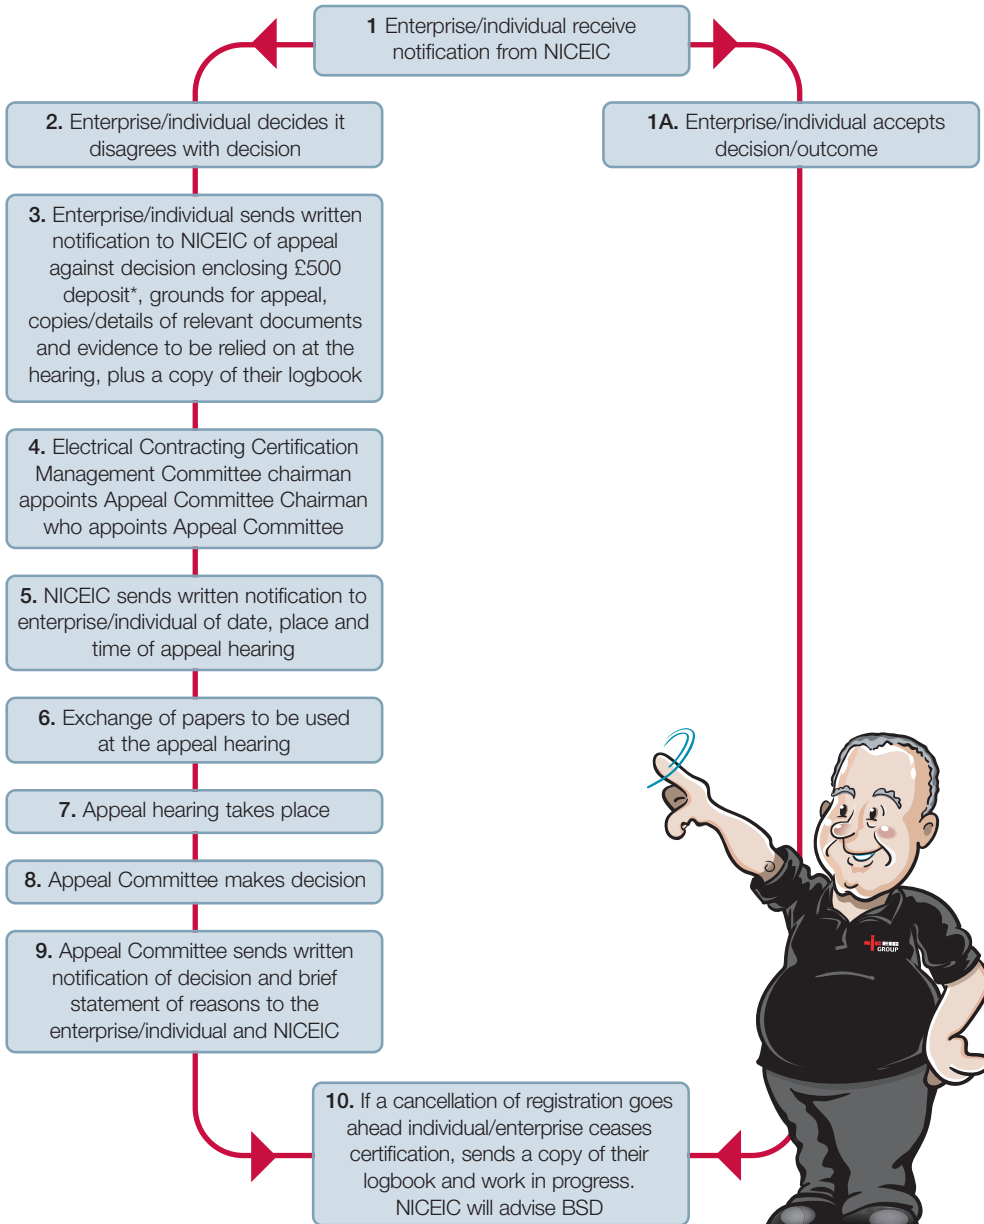 1 Enterprise/individual receive
notification from NICEIC
2. Enterprise/individual decides it
disagrees with decision
1A. Enterprise/individual accepts
decision/outcome
3. Enterprise/individual sends written
notification to NICEIC of appeal
against decision enclosing £500
deposit*, grounds for appeal,
copies/details of relevant documents
and evidence to be relied on at the
hearing, plus a copy of their logbook
4. Electrical Contracting Certification
Management Committee chairman
appoints Appeal Committee Chairman
who appoints Appeal Committee
5. NICEIC sends written notification to
enterprise/individual of date, place and
time of appeal hearing
6. Exchange of papers to be used
at the appeal hearing
7. Appeal hearing takes place
8. Appeal Committee makes decision
9. Appeal Committee sends written
notification of decision and brief
statement of reasons to the
enterprise/individual and NICEIC
NICEIC
GROUP
10. If a cancellation of registration goes
ahead individual/enterprise ceases
certification, sends a copy of their
logbook and work in progress.
NICEIC will advise BSD